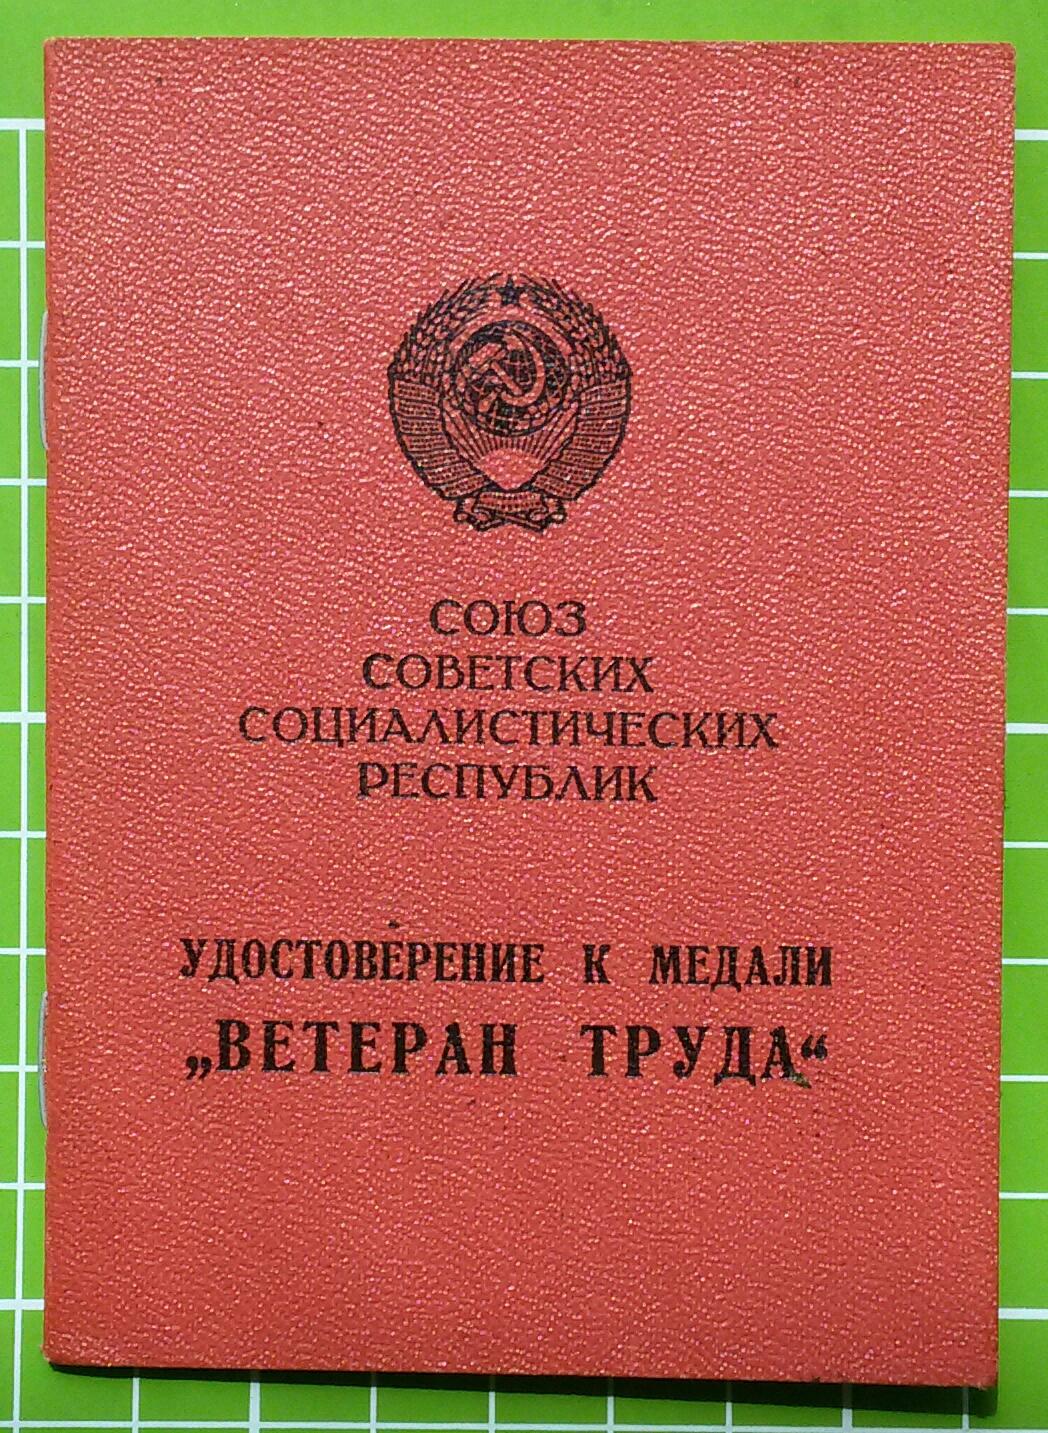 СОЮЗ
СОВЕТСКИХ
СОЦИАЛИСТИЧЕСКИХ
РЕСПУБЛИК
УДОСТОВЕРЕНИЕ К МЕДАЛИ
„ВЕТЕРАН ТРУДА“